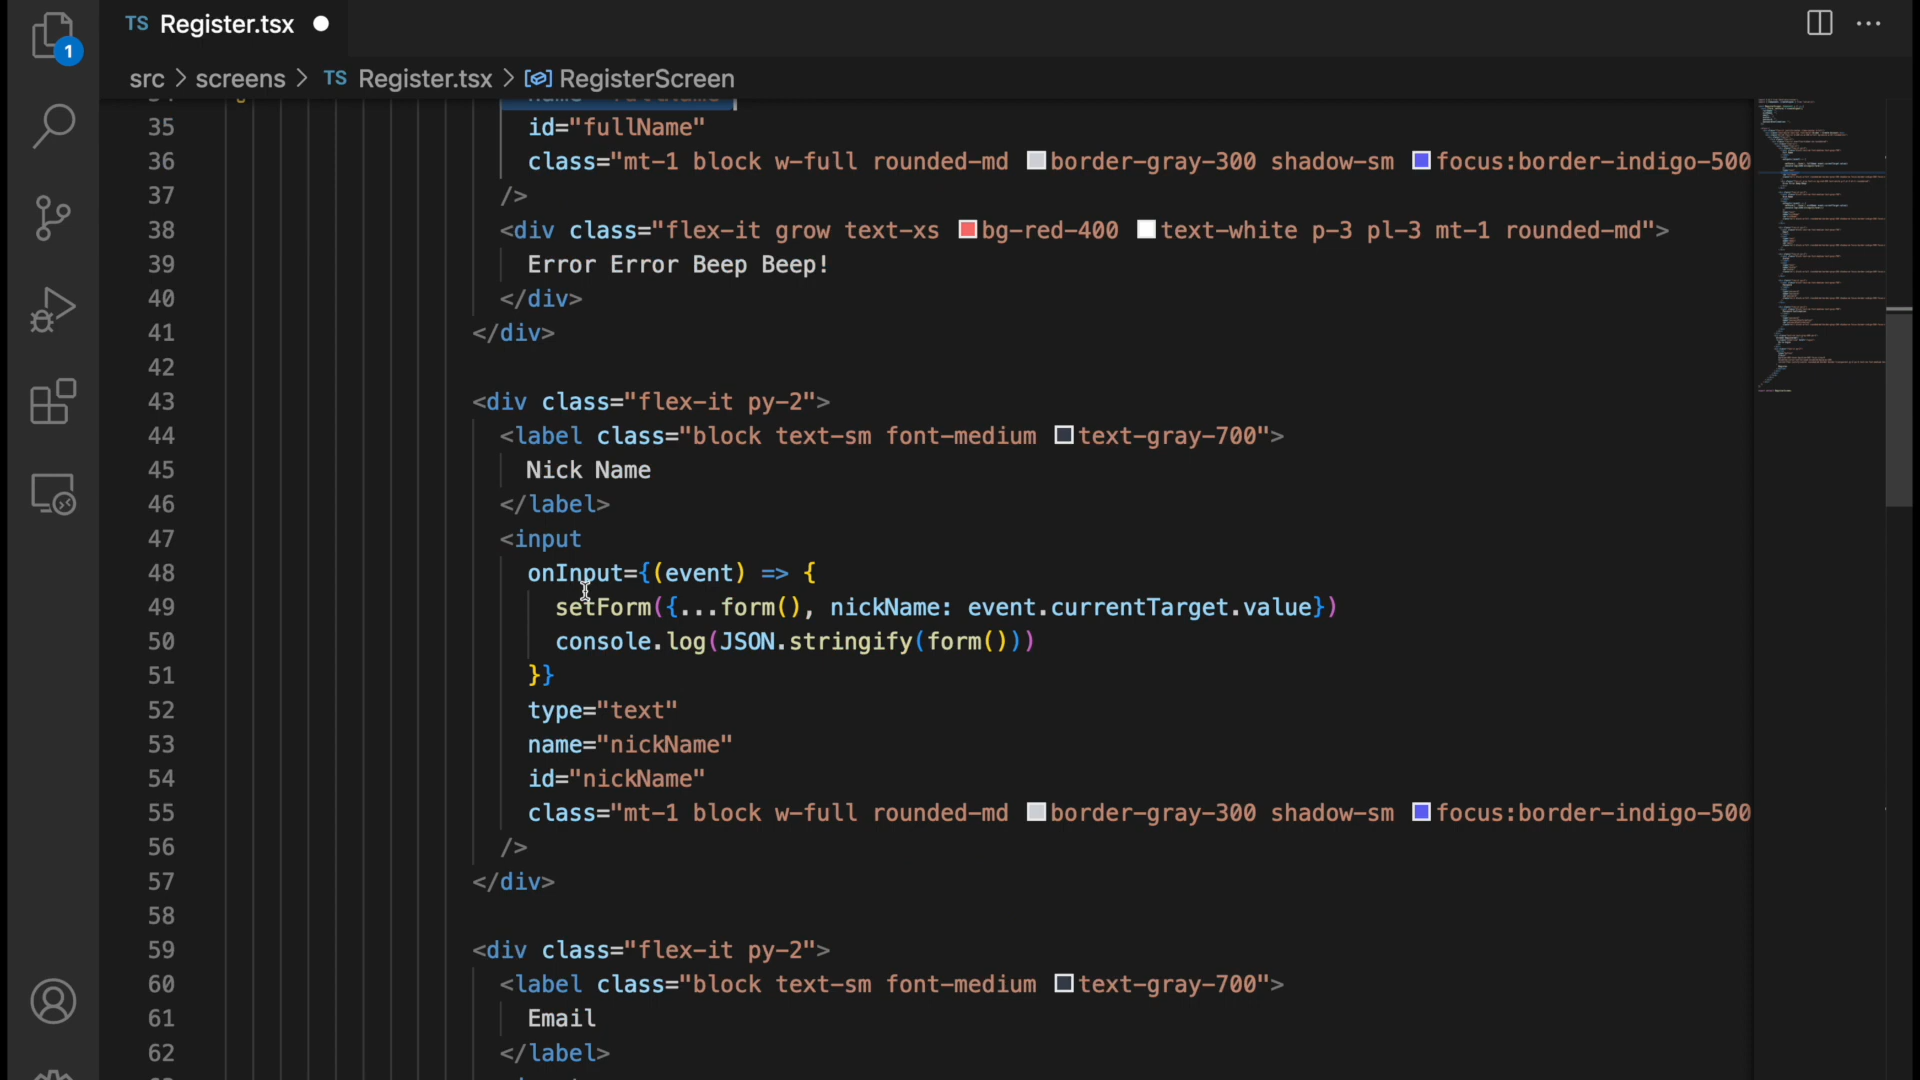 TS Register.tsx
1
src > screens > TS Register.tsx > RegisterScreen
35 id="fullName"
36 class="mt-1 block w-full rounded-md border-gray-300 shadow-sm focus:border-indigo-500
37 />
38 <div class="flex-it grow text-xs bg-red-400 text-white p-3 pl-3 mt-1 rounded-md">
39 Error Error Beep Beep!
40 </div>
41 </div>
42
43 <div class="flex-it py-2">
44 <label class="block text-sm font-medium text-gray-700">
45 Nick Name
46 </label>
47 <input
48 onInput={(event) => {
49 setForm({...form(), nickName: event.currentTarget.value})
50 console.log(JSON.stringify(form()))
51 }}
52 type="text"
53 name="nickName"
54 id="nickName"
55 class="mt-1 block w-full rounded-md border-gray-300 shadow-sm focus:border-indigo-500
56 />
57 </div>
58
59 <div class="flex-it py-2">
60 <label class="block text-sm font-medium text-gray-700">
61 Email
62 </label>